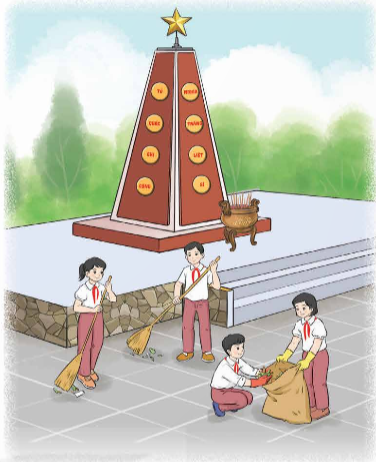 TỔ
QUỐC
GHI
CÔNG
NGHĨA
TRANG
LIỆT
SĨ